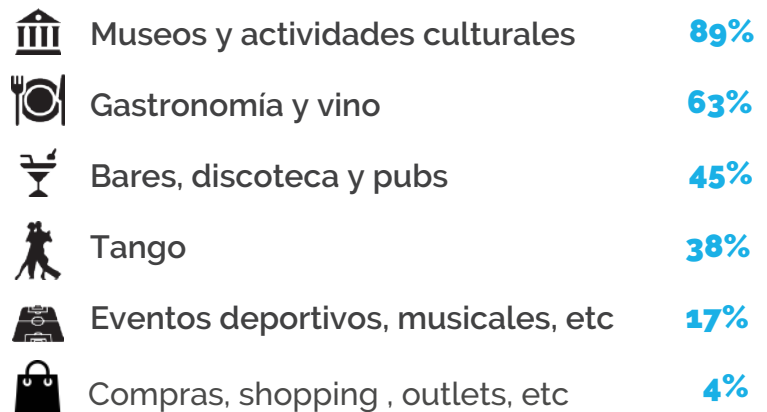 Museos y actividades culturales 89%
Gastronomía y vino 63%
Bares, discoteca y pubs 45%
Tango 38%
Eventos deportivos, musicales, etc 17%
Compras, shopping , outlets, etc 4%